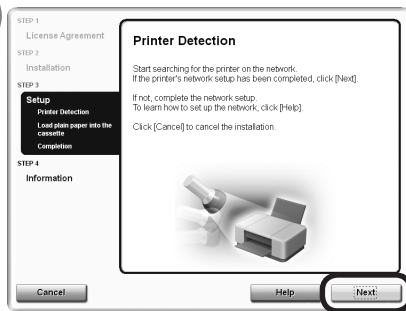 STEP 1
License Agreement
STEP 2
Installation
STEP 3
Setup
Printer Detection
Load plain paper into the
cassette
Completion
STEP 4
Information
Printer Detection
Start searching for the printer on the network.
If the printer's network setup has been completed, click [Next].
If not, complete the network setup.
To learn how to set up the network, click [Help].
Click [Cancel] to cancel the installation.
Cancel
Help
Next